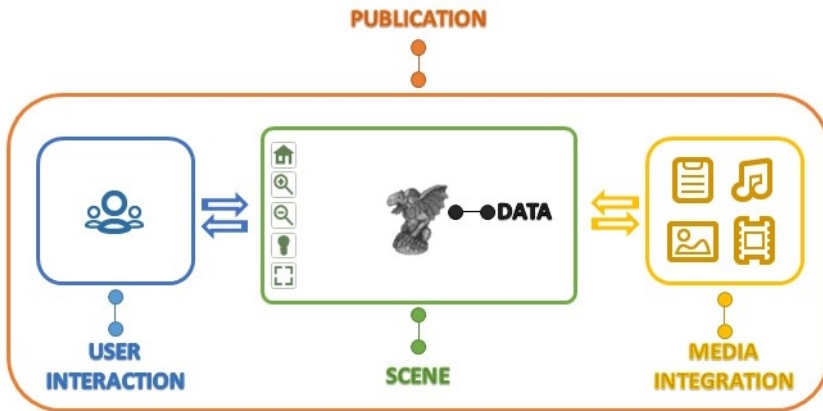 PUBLICATION
DATA
USER
INTERACTION
SCENE
MEDIA
INTEGRATION